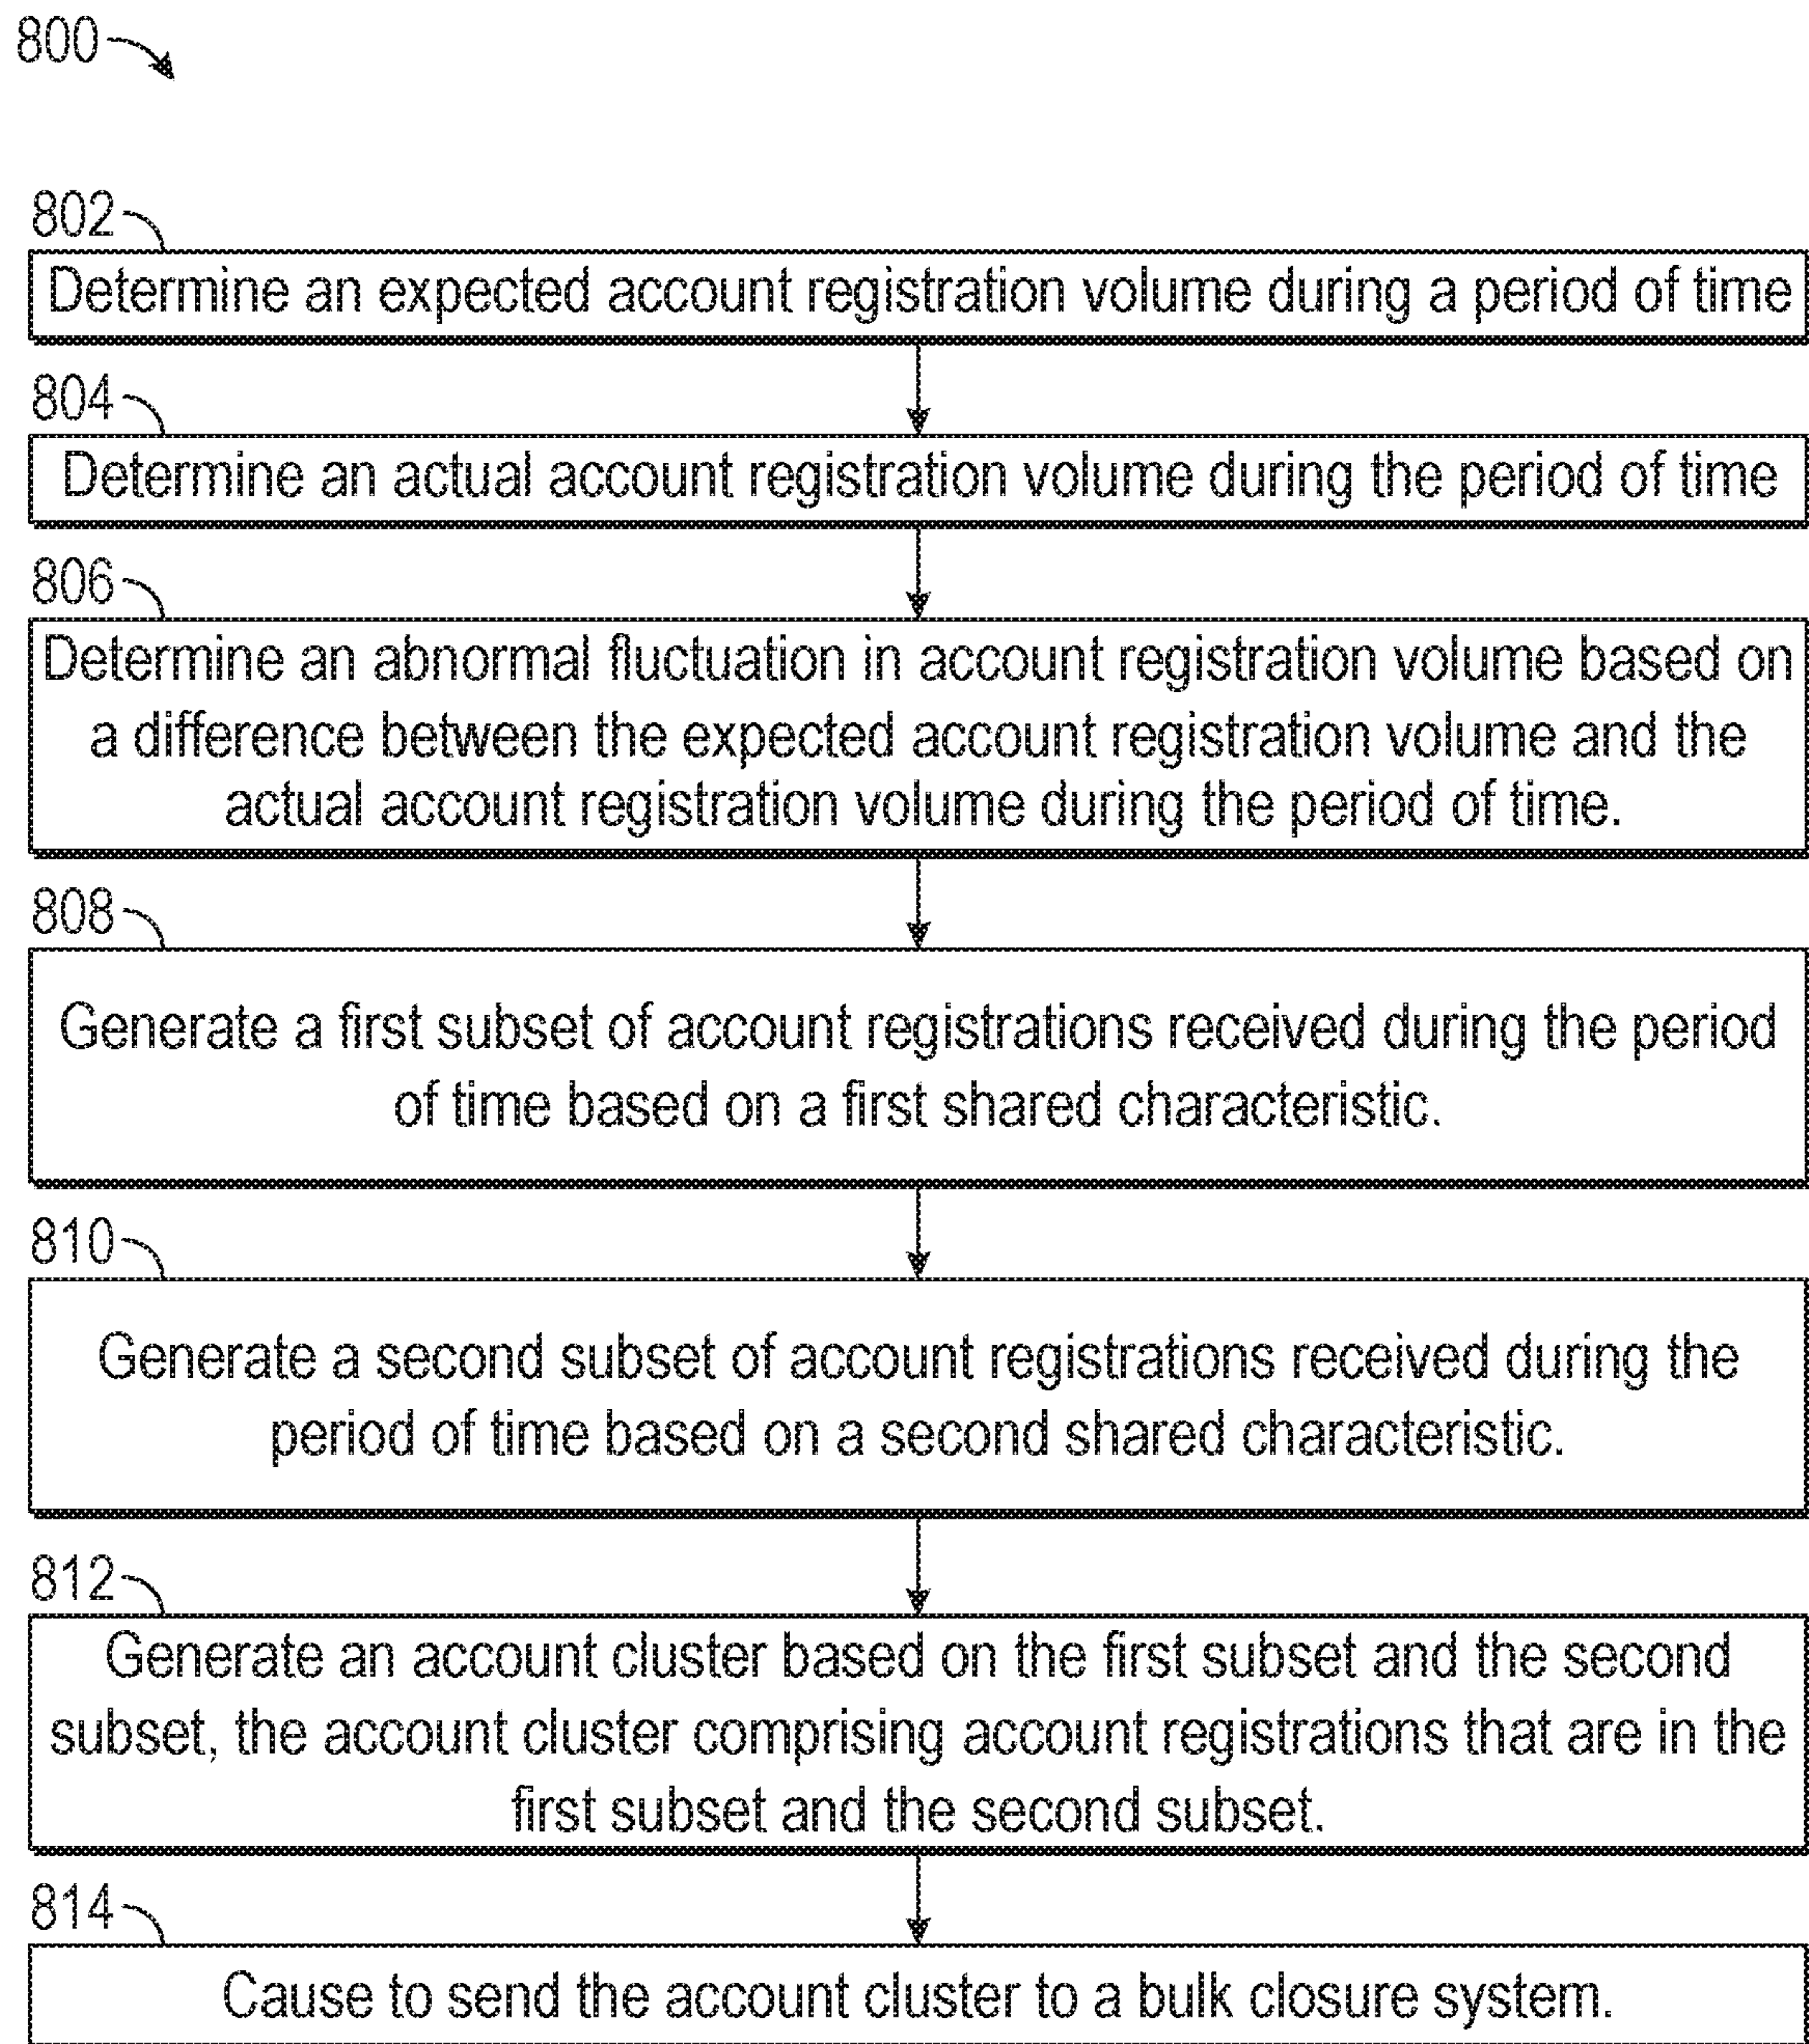 800
802
Determine an expected account registration volume during a period of time
804
Determine an actual account registration volume during the period of time
806
Determine an abnormal fluctuation in account registration volume based on
a difference between the expected account registration volume and the
actual account registration volume during the period of time.
808
Generate a first subset of account registrations received during the period
of time based on a first shared characteristic.
810
Generate a second subset of account registrations received during the
period of time based on a second shared characteristic.
812
Generate an account cluster based on the first subset and the second
subset, the account cluster comprising account registrations that are in the
first subset and the second subset.
814
Cause to send the account cluster to a bulk closure system.